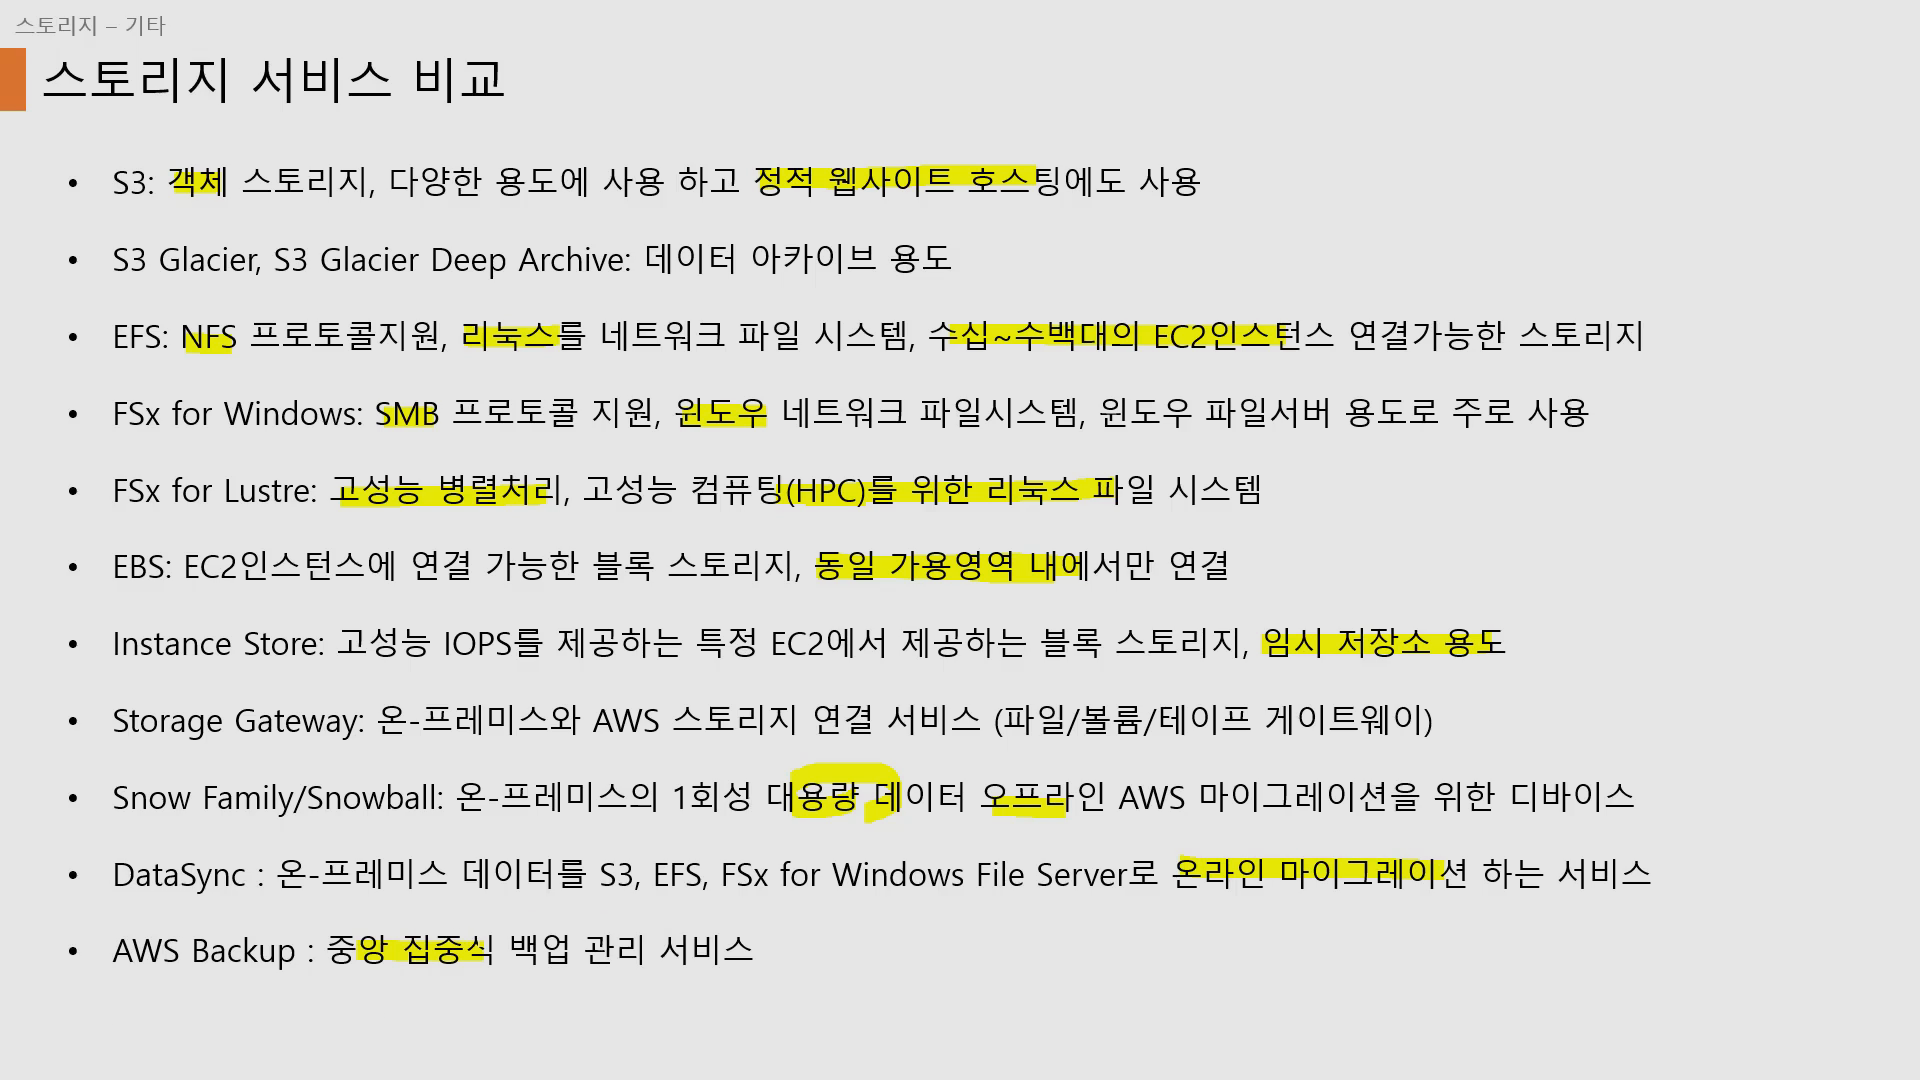 스토리지 – 기타
스토리지 서비스 비교
• S3: 객체 스토리지, 다양한 용도에 사용 하고 정적 웹사이트 호스팅에도 사용
• S3 Glacier, S3 Glacier Deep Archive: 데이터 아카이브 용도
• EFS: NFS 프로토콜지원, 리눅스를 네트워크 파일 시스템, 수십~수백대의 EC2인스턴스 연결가능한 스토리지
• FSx for Windows: SMB 프로토콜 지원, 윈도우 네트워크 파일시스템, 윈도우 파일서버 용도로 주로 사용
• FSx for Lustre: 고성능 병렬처리, 고성능 컴퓨팅(HPC)를 위한 리눅스 파일 시스템
• EBS: EC2인스턴스에 연결 가능한 블록 스토리지, 동일 가용영역 내에서만 연결
• Instance Store: 고성능 IOPS를 제공하는 특정 EC2에서 제공하는 블록 스토리지, 임시 저장소 용도
• Storage Gateway: 온-프레미스와 AWS 스토리지 연결 서비스 (파일/볼륨/테이프 게이트웨이)
• Snow Family/Snowball: 온-프레미스의 1회성 대용량 데이터 오프라인 AWS 마이그레이션을 위한 디바이스
• DataSync : 온-프레미스 데이터를 S3, EFS, FSx for Windows File Server로 온라인 마이그레이션 하는 서비스
• AWS Backup : 중앙 집중식 백업 관리 서비스